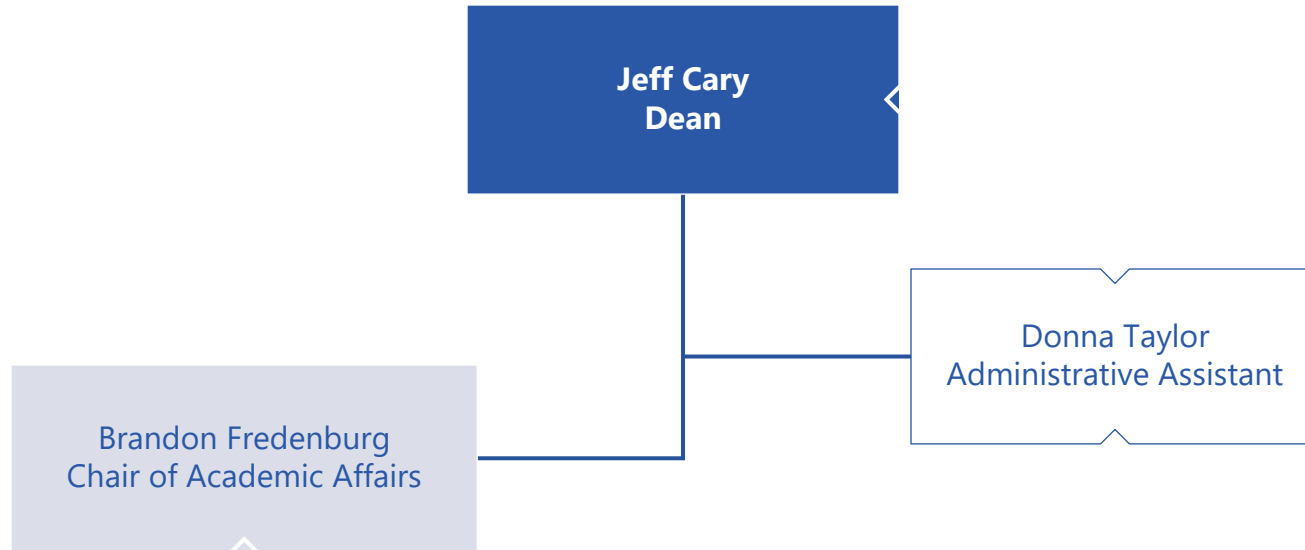 Jeff Cary
Dean
Donna Taylor
Administrative Assistant
Brandon Fredenburg
Chair of Academic Affairs